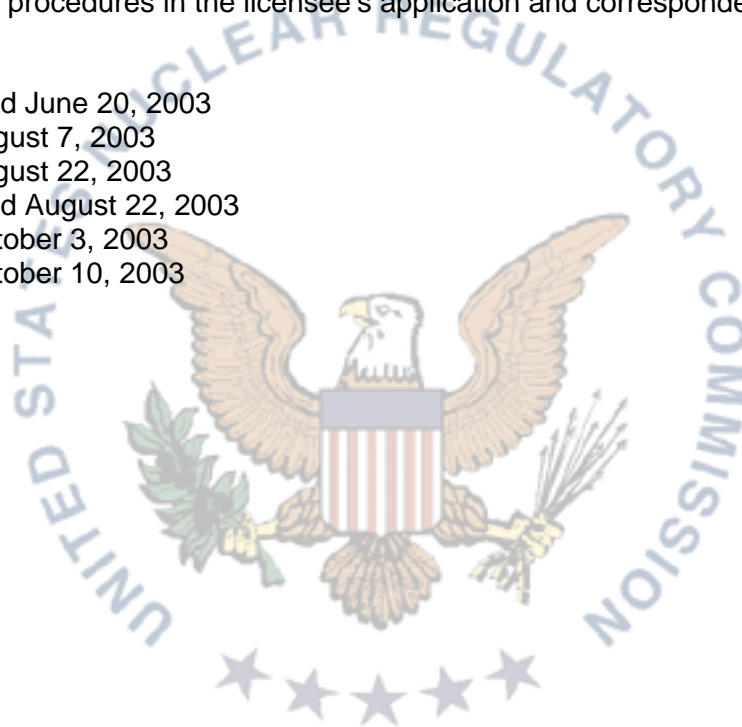 procedures in the licensee's application and corresponde
d June 20, 2003
gust 7, 2003
gust 22, 2003
d August 22, 2003
tober 3, 2003
tober 10, 2003
UNITED STATES NUCLEAR REGULATORY COMMISSION